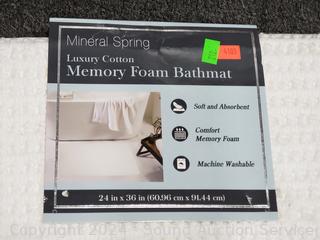 Mineral Spring
Luxury Cotton
Memory Foam Bathmat
Soft and Absorbent
Comfort
Memory Foam
Machine Washable
24 in x 36 in (60.96 cm x 91.44 cm)
Copyright 2024 - Sound Auction Service